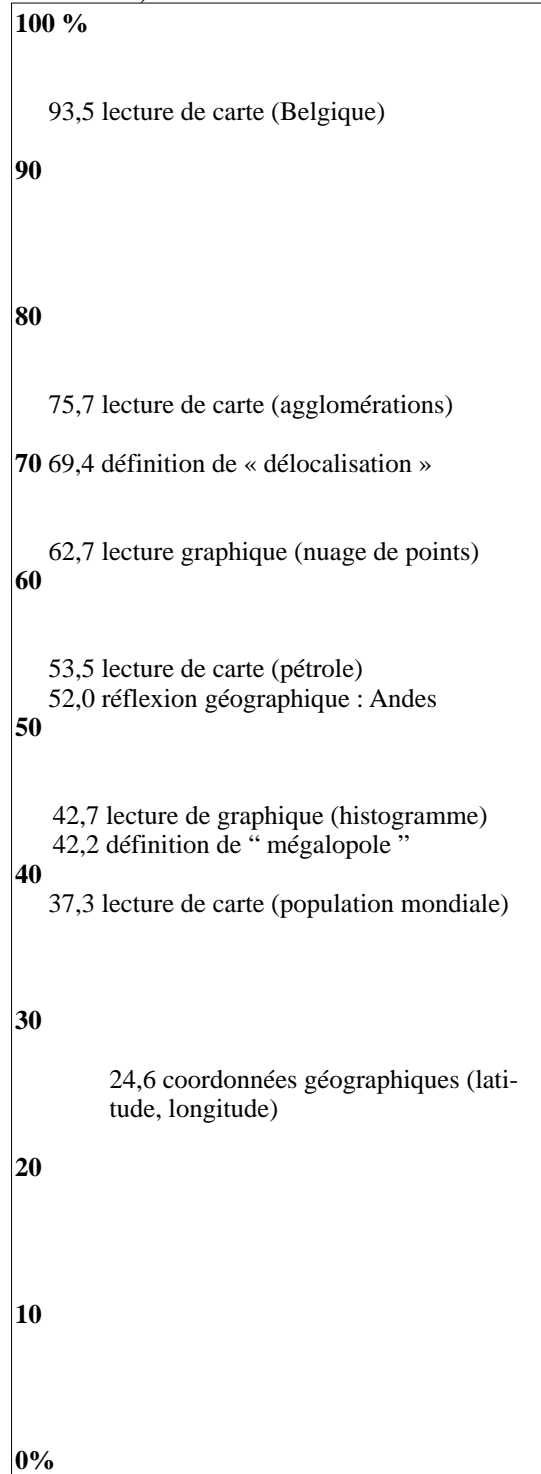 100 %
93,5 lecture de carte (Belgique)
90
80
75,7 lecture de carte (agglomérations)
70 69,4 définition de « délocalisation »
62,7 lecture graphique (nuage de points)
60
53,5 lecture de carte (pétrole)
52,0 réflexion géographique : Andes
50
42,7 lecture de graphique (histogramme)
42,2 définition de “ mégalopole ”
40
37,3 lecture de carte (population mondiale)
30
24,6 coordonnées géographiques (lati-
tude, longitude)
20
10
0%